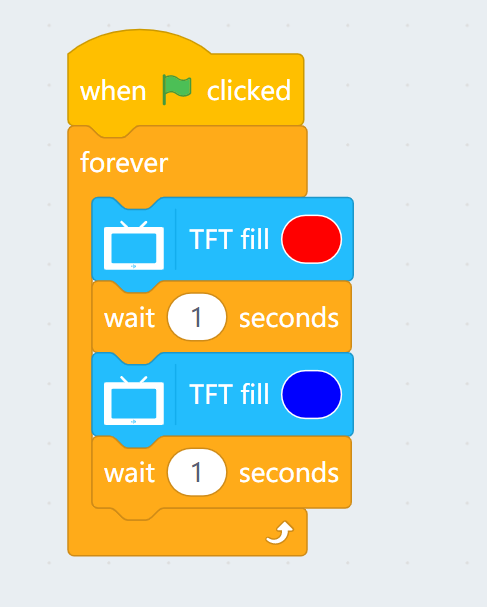 when clicked
forever
TFT fill
wait 1 seconds
TFT fill
wait 1 seconds